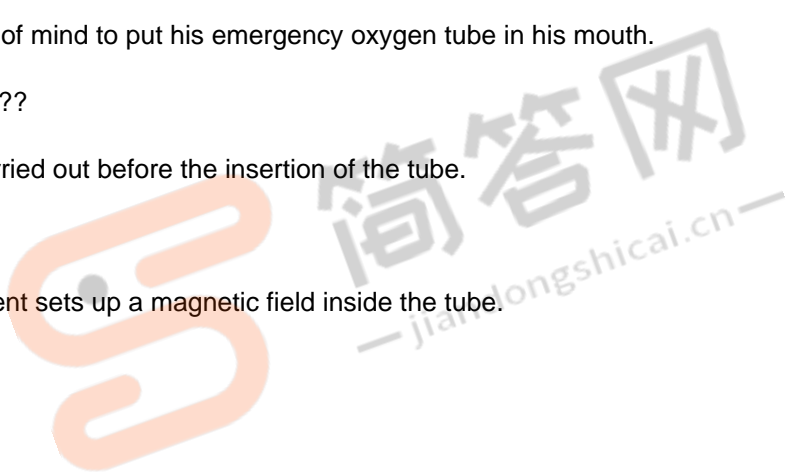 of mind to put his emergency oxygen tube in his mouth.
??
ried out before the insertion of the tube.
ent sets up a magnetic field inside the tube.
简答网
jiandongshicai.cn